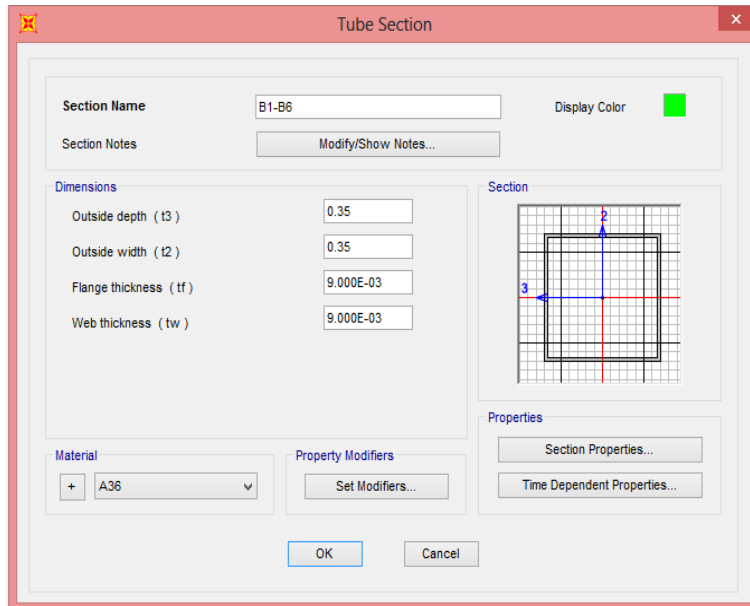 Tube Section
x
Section Name B1-B6 Display Color
Section Notes Modify/Show Notes...
Dimensions
Outside depth ( t3 ) 0.35
Outside width ( t2 ) 0.35
Flange thickness ( tf ) 9.000E-03
Web thickness ( tw ) 9.000E-03
Section
2
3
Material
+ A36
Property Modifiers
Set Modifiers...
Properties
Section Properties...
Time Dependent Properties...
OK Cancel